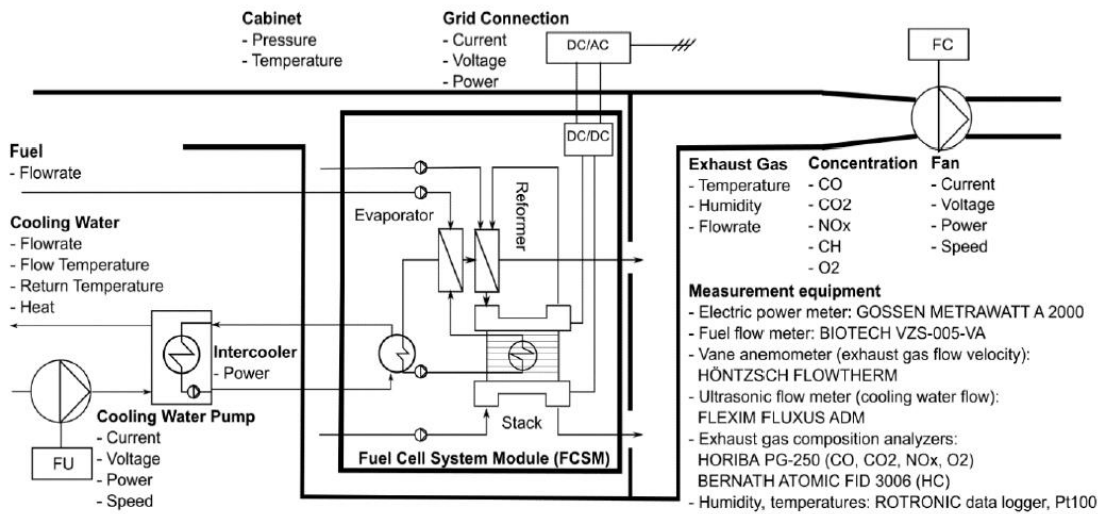 Cabinet
- Pressure
- Temperature
Grid Connection
- Current
- Voltage
- Power
DC/AC
FC
DC/DC
Fuel
- Flowrate
Cooling Water
- Flowrate
- Flow Temperature
- Return Temperature
- Heat
Evaporator
Reformer
Intercooler
- Power
Cooling Water Pump
- Current
- Voltage
- Power
- Speed
FU
Stack
Fuel Cell System Module (FCSM)
Exhaust Gas
- Temperature
- Humidity
- Flowrate
Concentration
- CO
- CO2
- NOx
- CH
- O2
Fan
- Current
- Voltage
- Power
- Speed
Measurement equipment
- Electric power meter: GOSSEN METRAWATT A 2000
- Fuel flow meter: BIOTECH VZS-005-VA
- Vane anemometer (exhaust gas flow velocity):
HÖNTZSCH FLOWTHERM
- Ultrasonic flow meter (cooling water flow):
FLEXIM FLUXUS ADM
- Exhaust gas composition analyzers:
HORIBA PG-250 (CO, CO2, NOx, O2)
BERNATH ATOMIC FID 3006 (HC)
- Humidity, temperatures: ROTRONIC data logger, Pt100